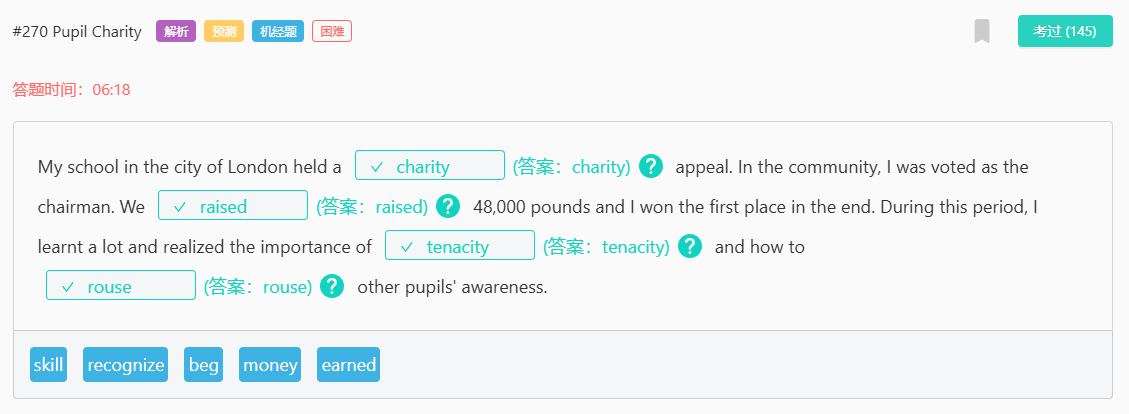 #270 Pupil Charity 解析 预测 机经题 困难 考过 (145)
答题时间：06:18
My school in the city of London held a ✓ charity (答案：charity) ? appeal. In the community, I was voted as the
chairman. We ✓ raised (答案：raised) ? 48,000 pounds and I won the first place in the end. During this period, I
learnt a lot and realized the importance of ✓ tenacity (答案：tenacity) ? and how to
✓ rouse (答案：rouse) ? other pupils' awareness.
skill recognize beg money earned